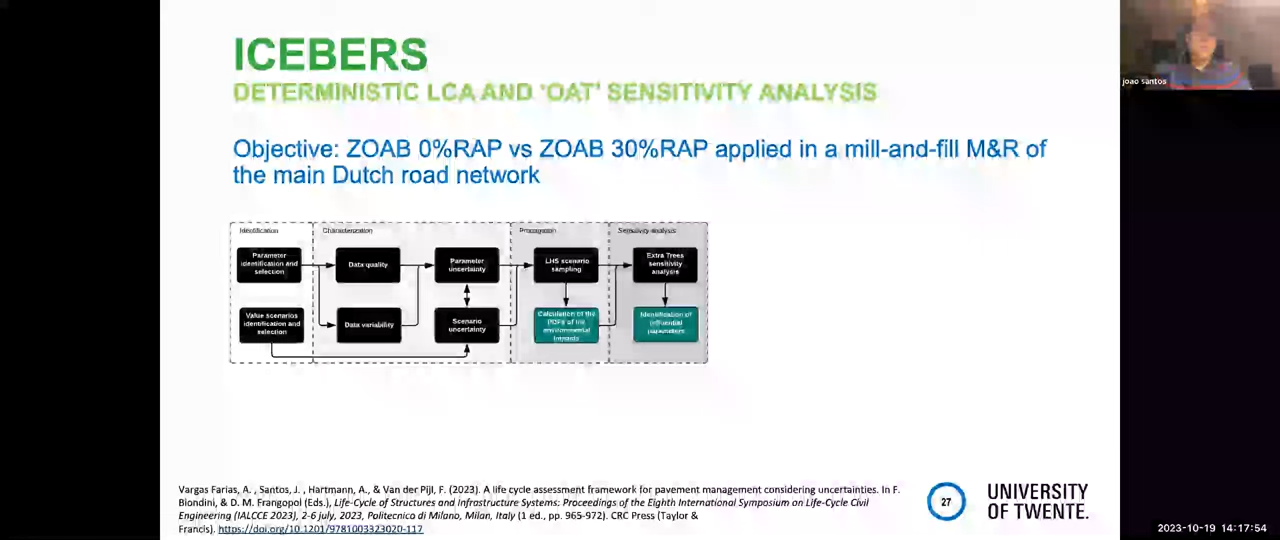 ICEBERS
DETERMINISTIC LCA AND 'OAT' SENSITIVITY ANALYSIS
joao santos
Objective: ZOAB 0%RAP vs ZOAB 30%RAP applied in a mill-and-fill M&R of
the main Dutch road network
Identification
Characterization
Propagation
Sensitivity analysis
Parameter
identification and
selection
Data quality
Parameter
uncertainty
LHS scenario
sampling
Extra Trees
sensitivity
analysis
Value scenarios
identification and
selection
Data variability
Scenario
uncertainty
Calculation of the
PDFs of the
environmental
impacts
Identification of
influential
parameters
Vargas Farias, A. , Santos, J. , Hartmann, A., & Van der Pijl, F. (2023). A life cycle assessment framework for pavement management considering uncertainties. In F.
Biondini, & D. M. Frangopol (Eds.), Life-Cycle of Structures and Infrastructure Systems: Proceedings of the Eighth International Symposium on Life-Cycle Civil
Engineering (IALCCE 2023), 2-6 july, 2023, Politecnico di Milano, Milan, Italy (1 ed., pp. 965-972). CRC Press (Taylor &
Francis). https://doi.org/10.1201/9781003323020-117
27
UNIVERSITY
OF TWENTE.
2023-10-19 14:17:54